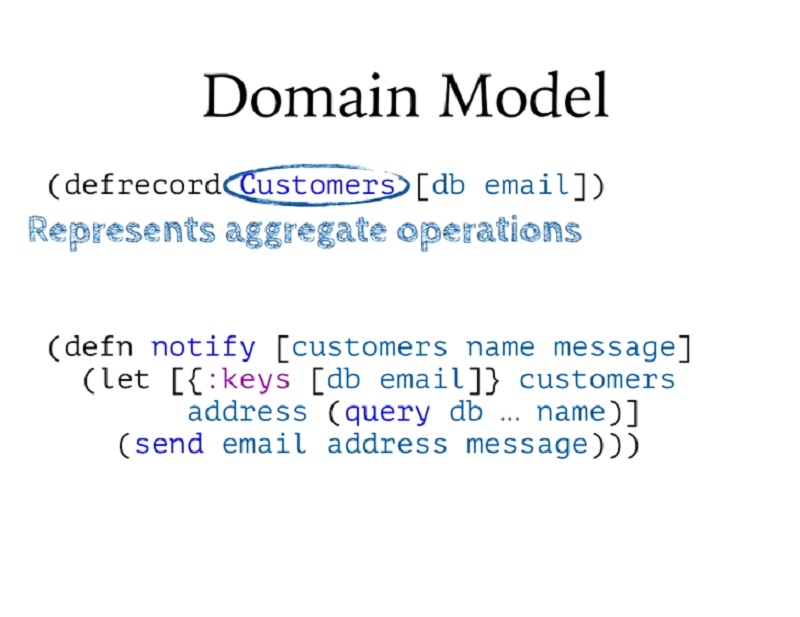 Domain Model
(defrecord Customers [db email])
Represents aggregate operations
(defn notify [customers name message]
(let [{:keys [db email]} customers
address (query db … name)]
(send email address message)))